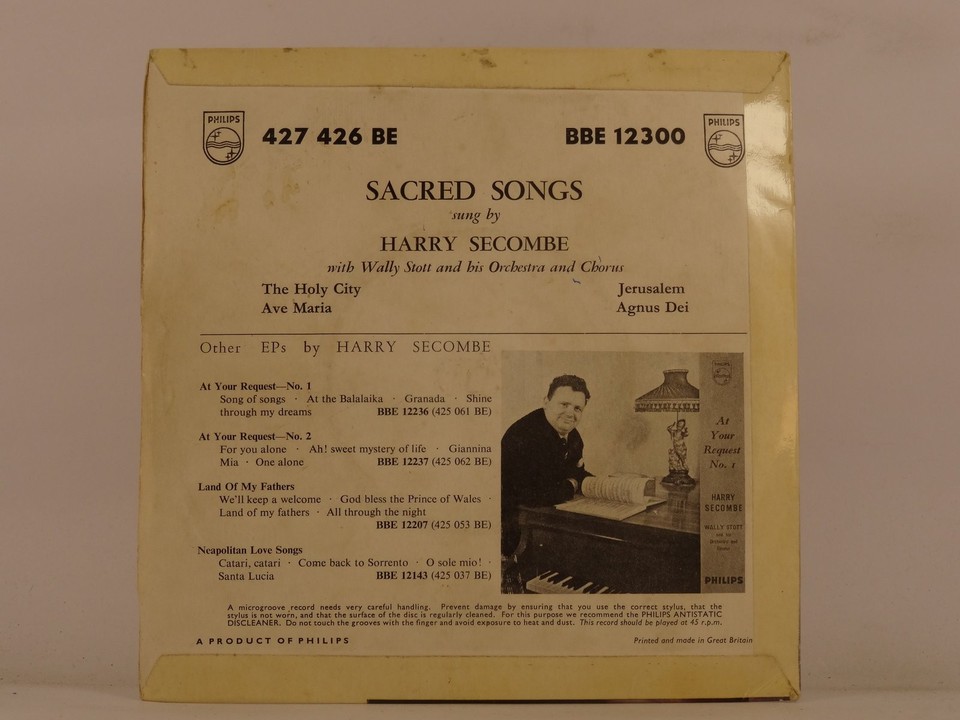 PHILIPS
427 426 BE
BBE 12300
PHILIPS
SACRED SONGS
sung by
HARRY SECOMBE
with Wally Stott and his Orchestra and Chorus
The Holy City
Jerusalem
Ave Maria
Agnus Dei
Other EPs by HARRY SECOMBE
At Your Request—No. 1
Song of songs · At the Balalaika · Granada · Shine
through my dreams BBE 12236 (425 061 BE)
At Your Request—No. 2
For you alone · Ah! sweet mystery of life · Giannina
Mia · One alone BBE 12237 (425 062 BE)
Land Of My Fathers
We'll keep a welcome · God bless the Prince of Wales ·
Land of my fathers · All through the night
BBE 12207 (425 053 BE)
Neapolitan Love Songs
Catari, catari · Come back to Sorrento · O sole mio! ·
Santa Lucia BBE 12143 (425 037 BE)
At
Your
Request
No. 1
HARRY
SECOMBE
WALLY STOTT
and his
Orchestra and
Chorus
PHILIPS
A microgroove record needs very careful handling. Prevent damage by ensuring that you use the correct stylus, that the
stylus is not worn, and that the surface of the disc is regularly cleaned. For this purpose we recommend the PHILIPS ANTISTATIC
DISCLEANER. Do not touch the grooves with the finger and avoid exposure to heat and dust. This record should be played at 45 r.p.m.
A PRODUCT OF PHILIPS
Printed and made in Great Britain